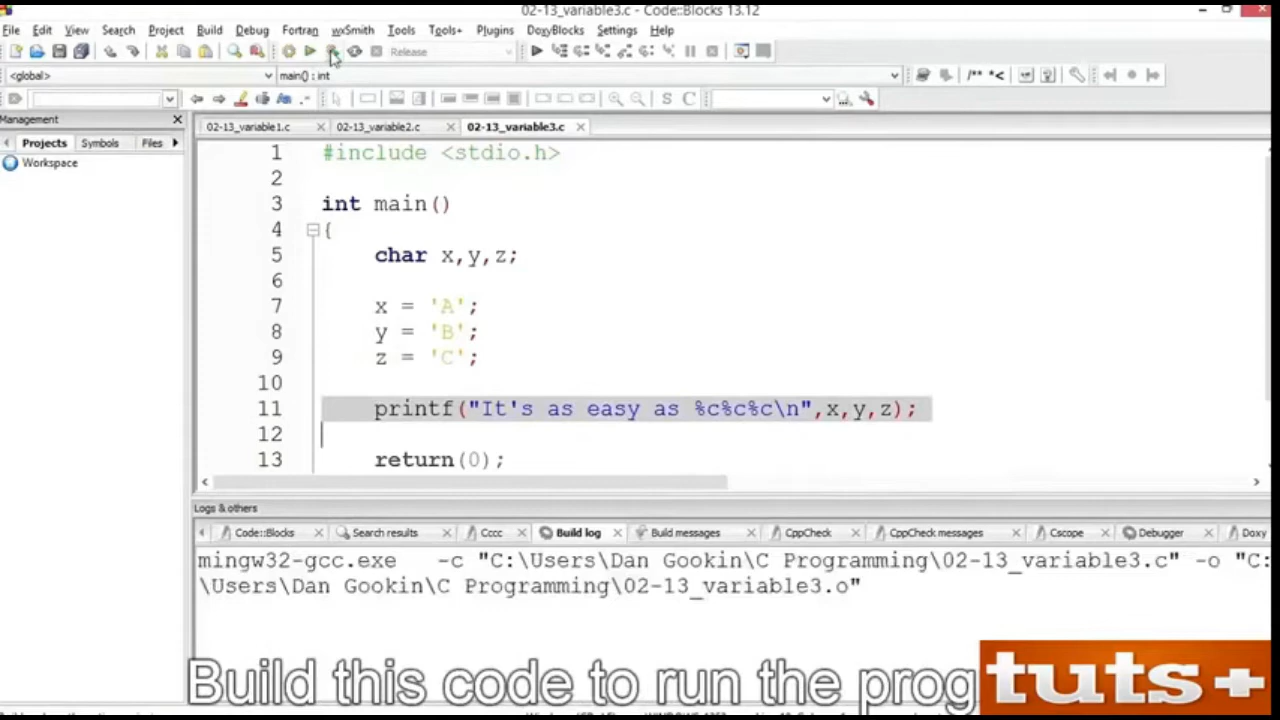 02-13_variable3.c - Code::Blocks 13.12
File Edit View Search Project Build Debug Fortran wxSmith Tools Tools+ Plugins DoxyBlocks Settings Help
Release
<global> main() : int
/** *<
S C
Management
Projects Symbols Files
Workspace
02-13_variable1.c 02-13_variable2.c 02-13_variable3.c
1 #include <stdio.h>
2
3 int main()
4 {
5 char x,y,z;
6
7 x = 'A';
8 y = 'B';
9 z = 'C';
10
11 printf("It's as easy as %c%c%c\n",x,y,z);
12
13 return(0);
Logs & others
Code::Blocks Search results Cccc Build log Build messages CppCheck CppCheck messages Cscope Debugger Doxy
mingw32-gcc.exe -c "C:\Users\Dan Gookin\C Programming\02-13_variable3.c" -o "C:
\Users\Dan Gookin\C Programming\02-13_variable3.o"
Build this code to run the prog
tuts+